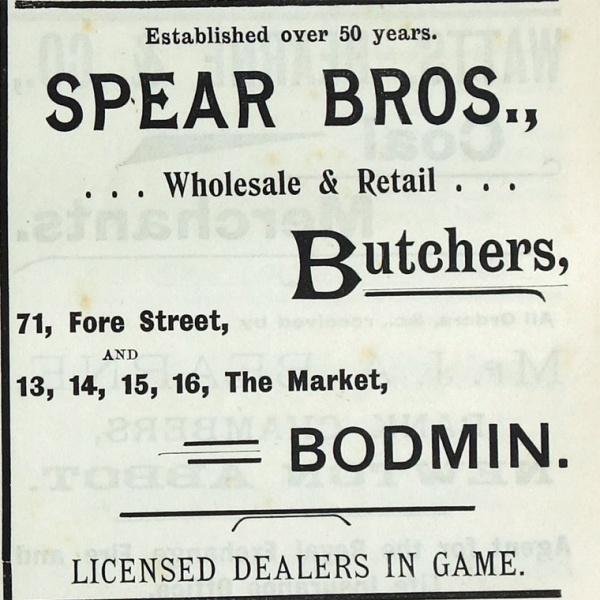 Established over 50 years.
SPEAR BROS.,
. . . Wholesale & Retail . . .
Butchers,
71, Fore Street,
AND
13, 14, 15, 16, The Market,
BODMIN.
LICENSED DEALERS IN GAME.